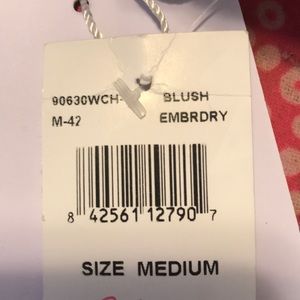 90630WCH- BLUSH
M-42 EMBRDRY
8 42561 12790 7
SIZE MEDIUM